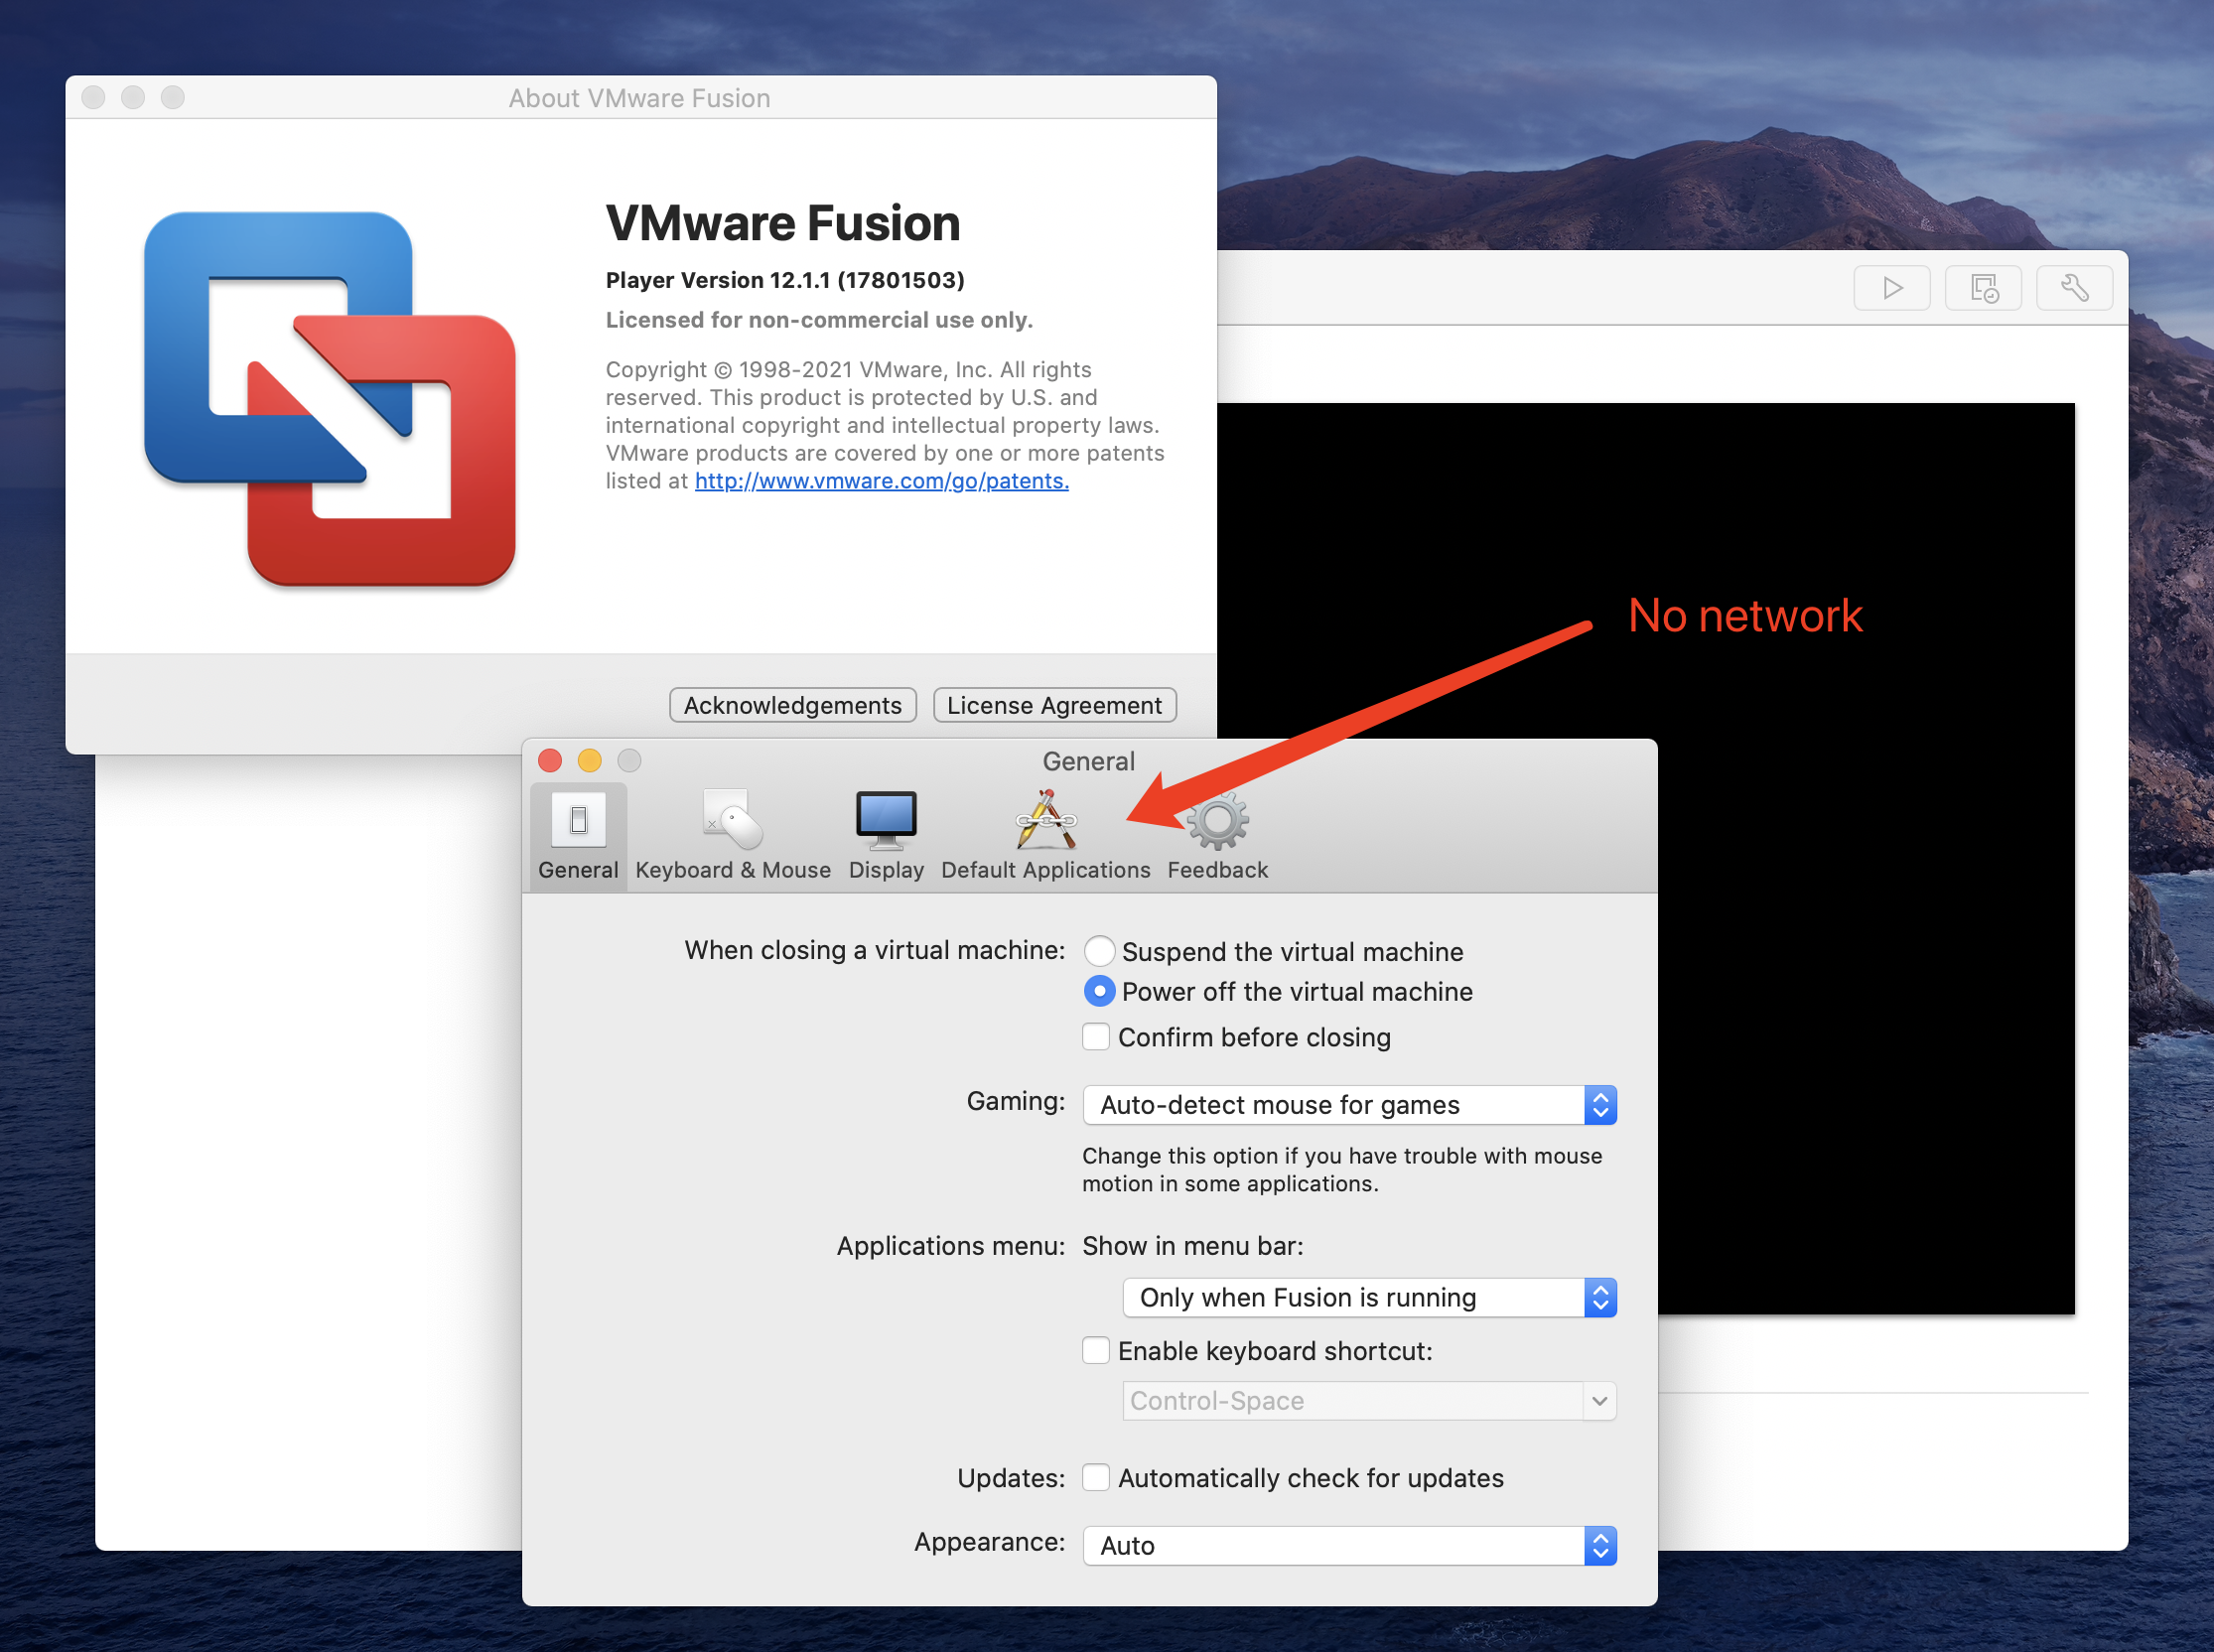 About VMware Fusion
VMware Fusion
Player Version 12.1.1 (17801503)
Licensed for non-commercial use only.
Copyright © 1998-2021 VMware, Inc. All rights
reserved. This product is protected by U.S. and
international copyright and intellectual property laws.
VMware products are covered by one or more patents
listed at http://www.vmware.com/go/patents.
Acknowledgements
License Agreement
No network
General
General
Keyboard & Mouse
Display
Default Applications
Feedback
When closing a virtual machine:
Suspend the virtual machine
Power off the virtual machine
Confirm before closing
Gaming:
Auto-detect mouse for games
Change this option if you have trouble with mouse
motion in some applications.
Applications menu:
Show in menu bar:
Only when Fusion is running
Enable keyboard shortcut:
Control-Space
Updates:
Automatically check for updates
Appearance:
Auto